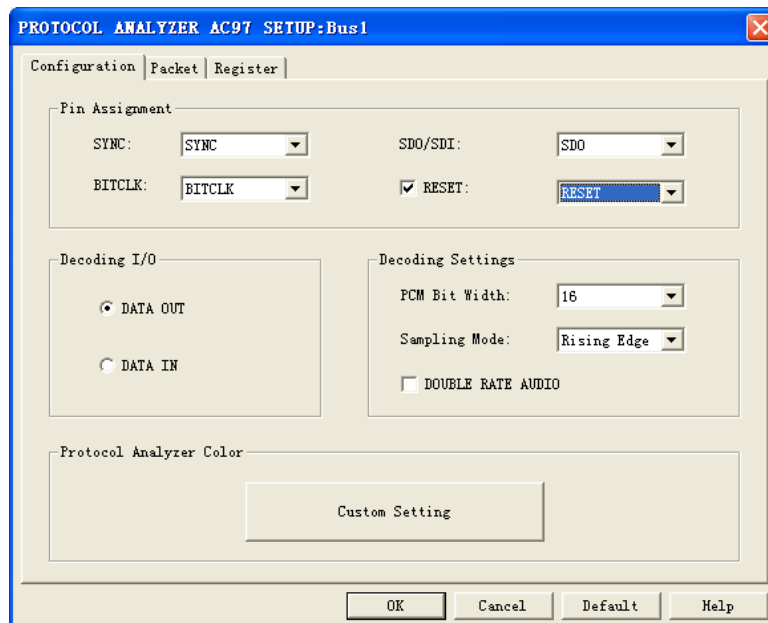 PROTOCOL ANALYZER AC97 SETUP:Bus1
Configuration Packet Register
Pin Assignment
SYNC: SYNC SDO/SDI: SDO
BITCLK: BITCLK RESET: RESET
Decoding I/O Decoding Settings
PCM Bit Width: 16
DATA OUT
Sampling Mode: Rising Edge
DATA IN
DOUBLE RATE AUDIO
Protocol Analyzer Color
Custom Setting
OK Cancel Default Help